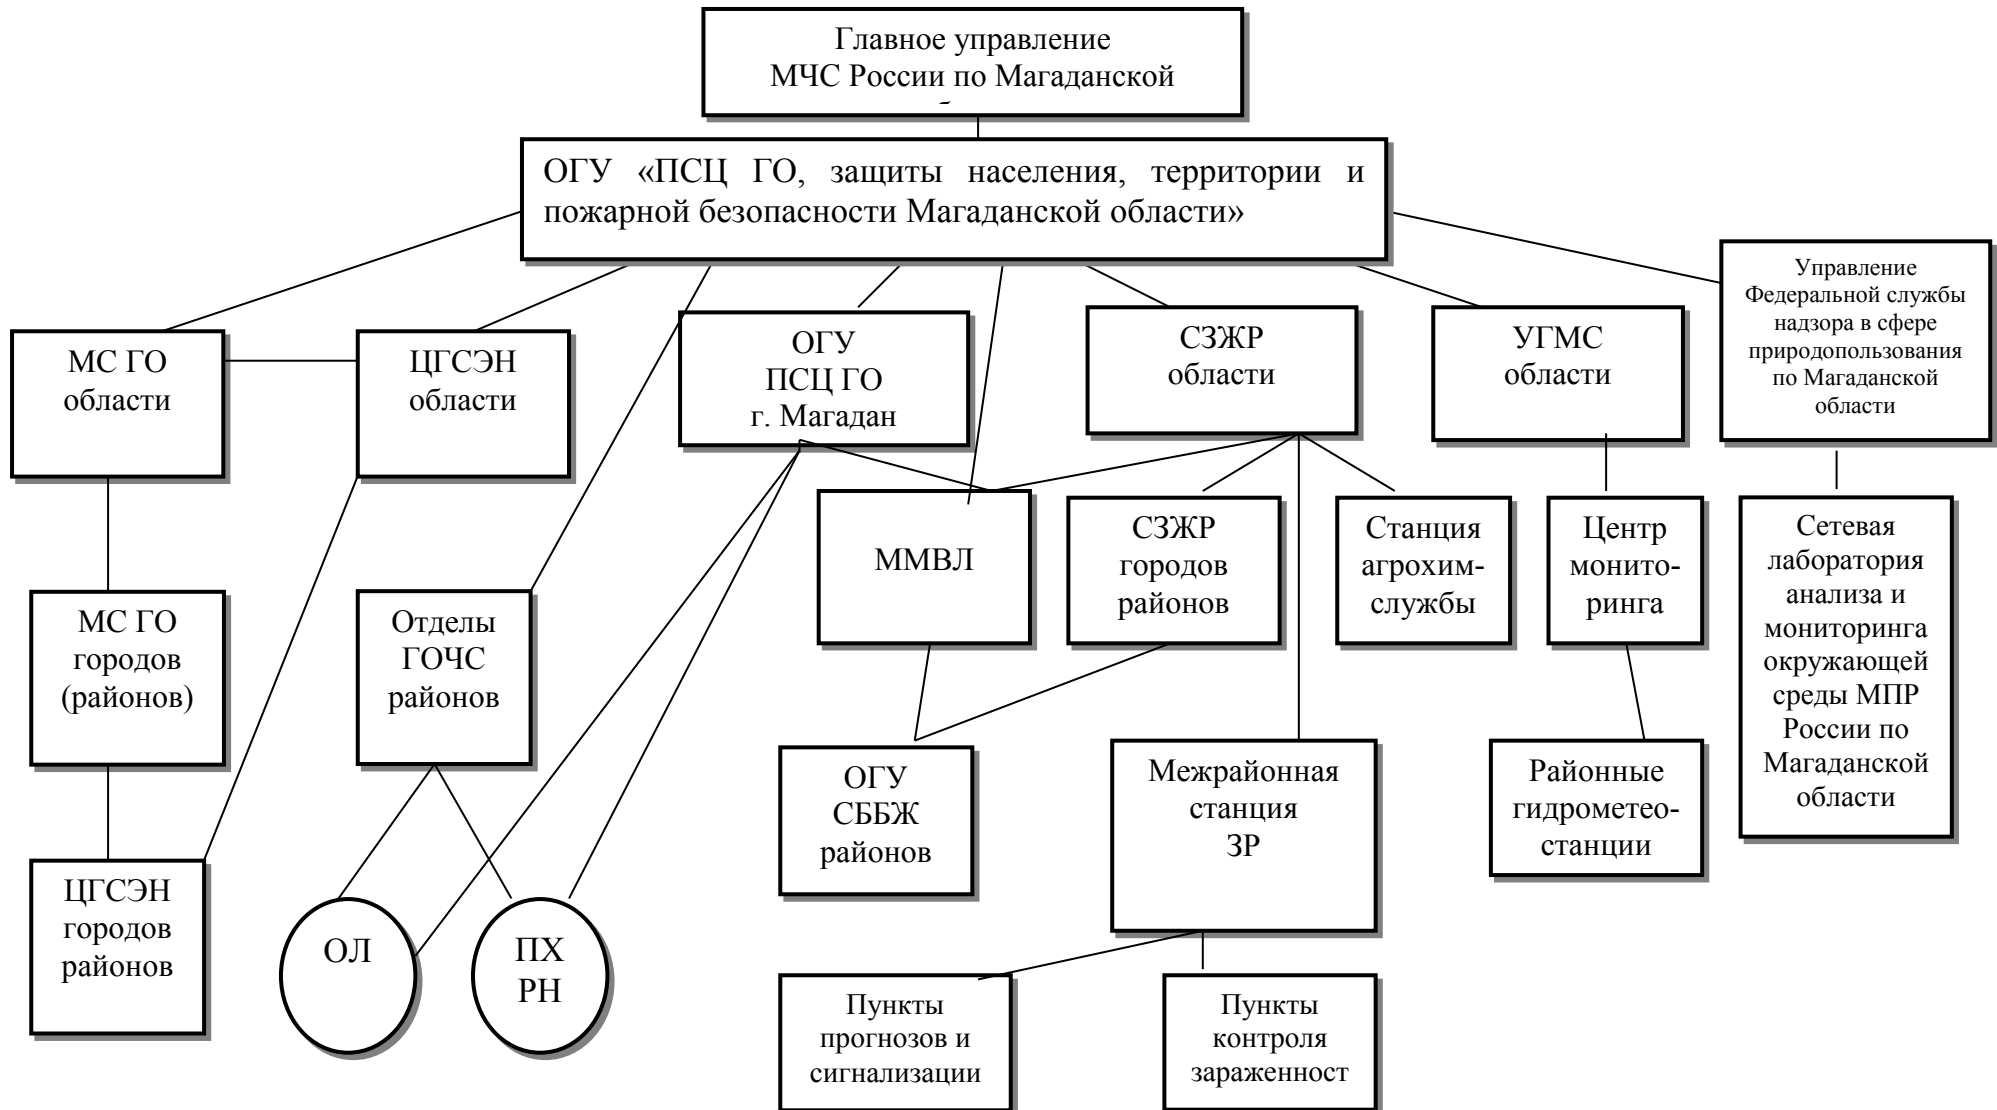 Главное управление
МЧС России по Магаданской
ОГУ «ПСЦ ГО, защиты населения, территории и
пожарной безопасности Магаданской области»
МС ГО
области
ЦГСЭН
области
ОГУ
ПСЦ ГО
г. Магадан
СЗЖР
области
УГМС
области
Управление
Федеральной службы
надзора в сфере
природопользования
по Магаданской
области
МС ГО
городов
(районов)
Отделы
ГОЧС
районов
ММВЛ
СЗЖР
городов
районов
Станция
агрохим-
службы
Центр
монито-
ринга
Сетевая
лаборатория
анализа и
мониторинга
окружающей
среды МПР
России по
Магаданской
области
ЦГСЭН
городов
районов
ОЛ
ПХ
РН
ОГУ
СББЖ
районов
Межрайонная
станция
ЗР
Районные
гидрометео-
станции
Пункты
прогнозов и
сигнализации
Пункты
контроля
зараженност